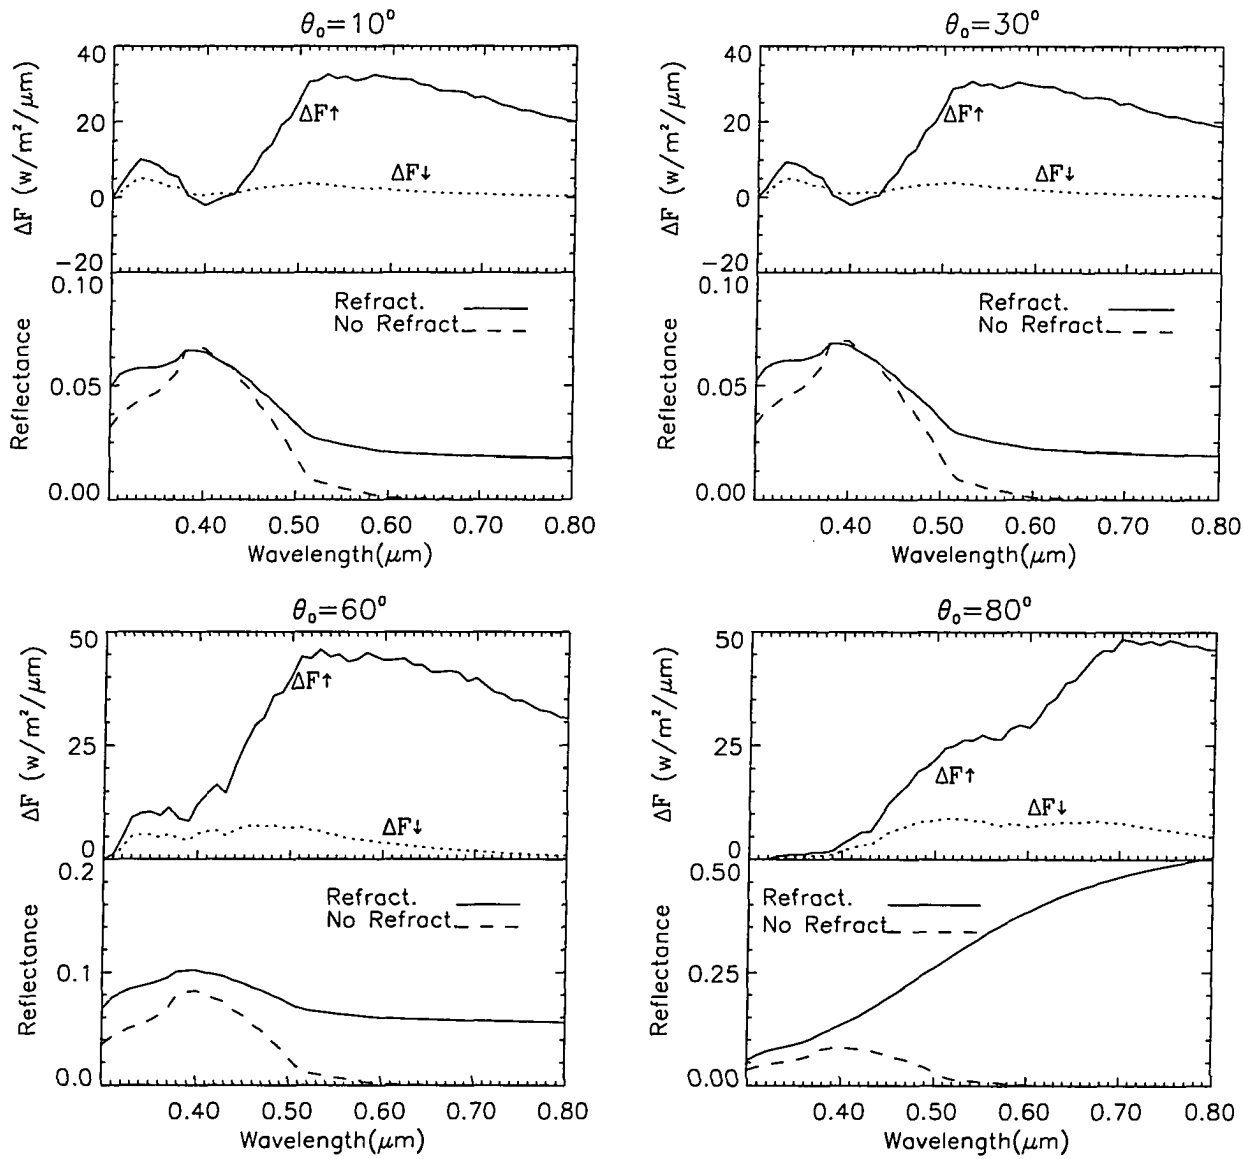 θ₀=10°
40
20
0
−20
ΔF (w/m²/μm)
ΔF↑
ΔF↓
0.10
0.05
0.00
Reflectance
Refract.
No Refract.
0.40 0.50 0.60 0.70 0.80
Wavelength(μm)
θ₀=30°
40
20
0
−20
ΔF (w/m²/μm)
ΔF↑
ΔF↓
0.10
0.05
0.00
Reflectance
Refract.
No Refract.
0.40 0.50 0.60 0.70 0.80
Wavelength(μm)
θ₀=60°
50
25
0
ΔF (w/m²/μm)
ΔF↑
ΔF↓
0.2
0.1
0.0
Reflectance
Refract.
No Refract.
0.40 0.50 0.60 0.70 0.80
Wavelength(μm)
θ₀=80°
50
25
0
ΔF (w/m²/μm)
ΔF↑
ΔF↓
0.50
0.25
0.00
Reflectance
Refract.
No Refract.
0.40 0.50 0.60 0.70 0.80
Wavelength(μm)